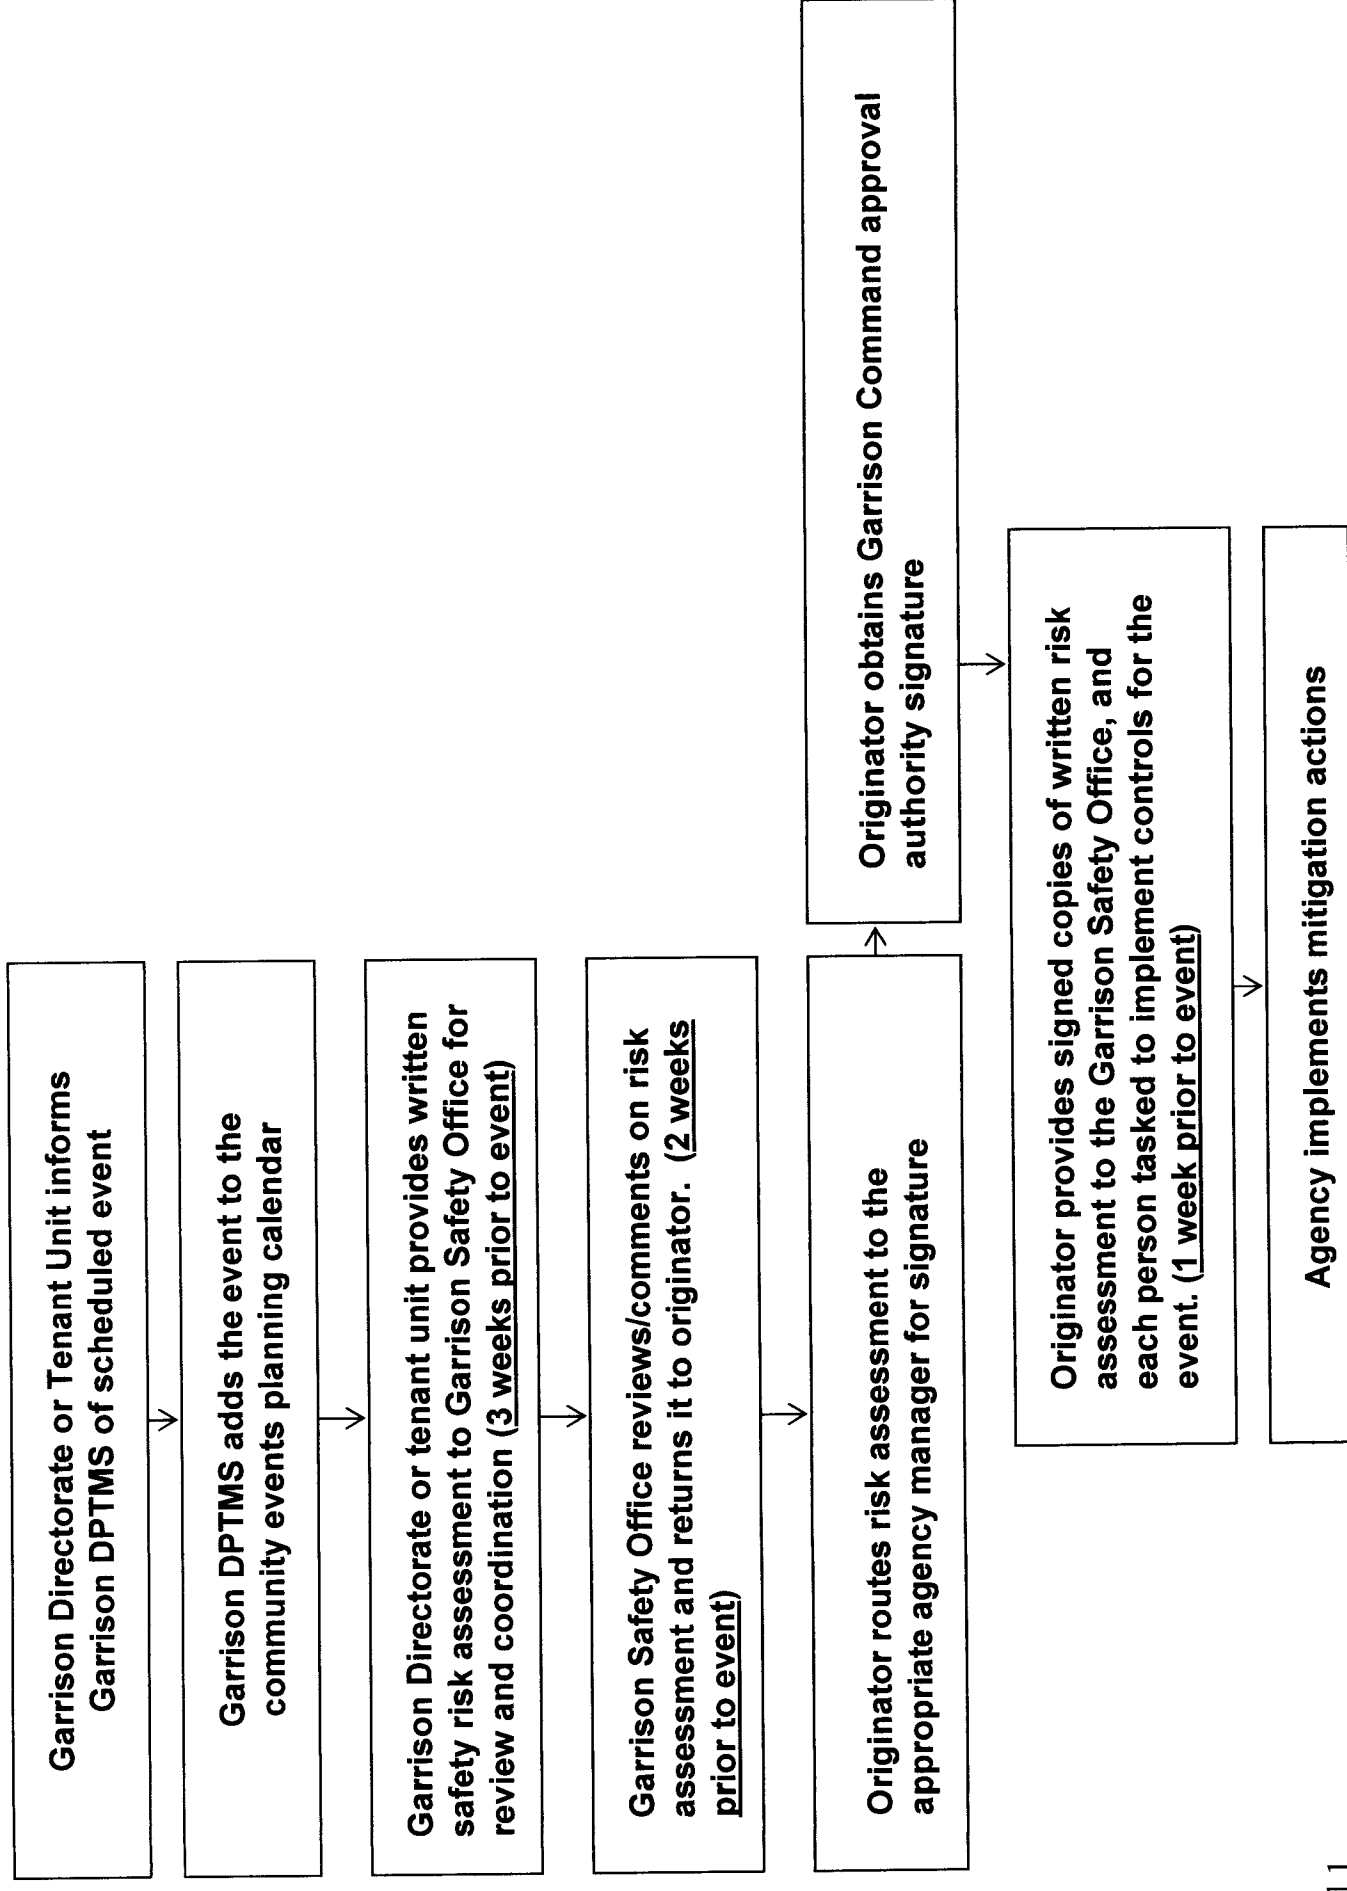 Garrison Directorate or Tenant Unit informs
Garrison DPTMS of scheduled event
Garrison DPTMS adds the event to the
community events planning calendar
Garrison Directorate or tenant unit provides written
safety risk assessment to Garrison Safety Office for
review and coordination (3 weeks prior to event)
Garrison Safety Office reviews/comments on risk
assessment and returns it to originator. (2 weeks
prior to event)
Originator routes risk assessment to the
appropriate agency manager for signature
Originator obtains Garrison Command approval
authority signature
Originator provides signed copies of written risk
assessment to the Garrison Safety Office, and
each person tasked to implement controls for the
event. (1 week prior to event)
Agency implements mitigation actions
11